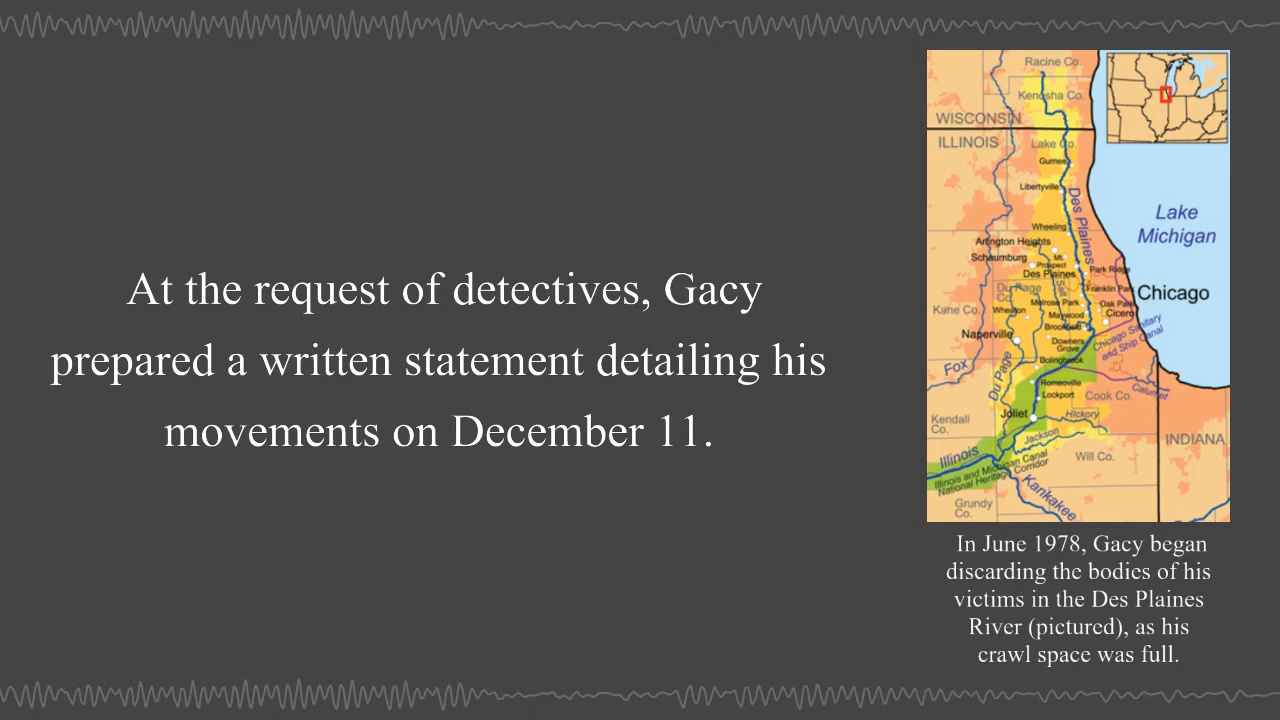 At the request of detectives, Gacy
prepared a written statement detailing his
movements on December 11.
Racine Co.
Kenosha Co.
WISCONSIN
ILLINOIS
Lake Co.
Gurnee
Libertyville
Des Plaines
Lake
Michigan
Wheeling
Arlington Heights
Schaumburg
Mt.
Prospect
Des Plaines
Park Ridge
Du Page
Co.
Salt
Franklin Park
Chicago
Melrose Park
Oak Park
Kane Co.
Wheaton
Maywood
Cicero
Brookfield
Naperville
Downers
Grove
Chicago Sanitary
and Ship Canal
Bolingbrook
Fox
Du Page
Romeoville
Lockport
Cook Co.
Calumet
Joliet
Hickory
Kendall
Co.
Jackson
INDIANA
Illinois
Will Co.
Illinois and Michigan Canal
National Heritage Corridor
Kankakee
Grundy
Co.
In June 1978, Gacy began
discarding the bodies of his
victims in the Des Plaines
River (pictured), as his
crawl space was full.